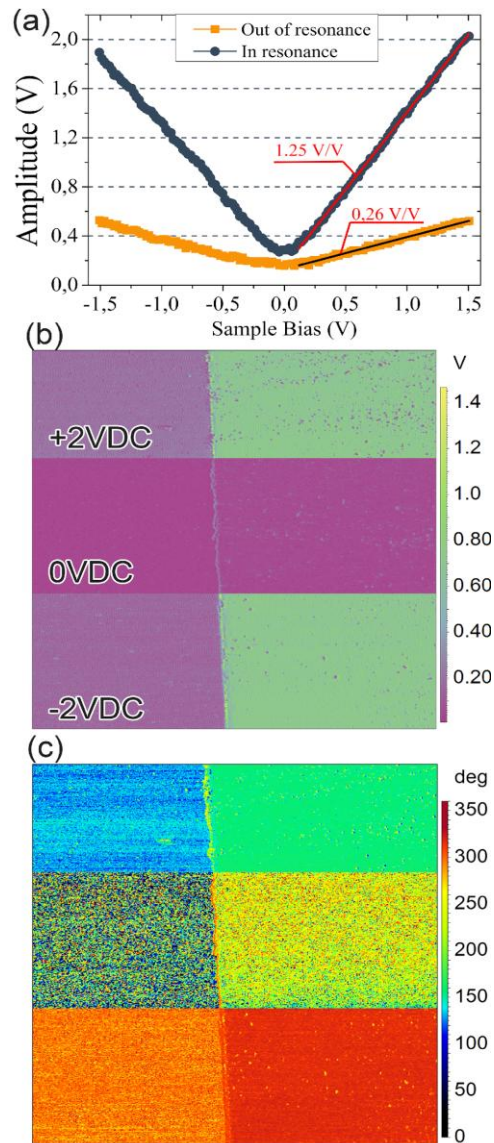 (a)
Out of resonance
In resonance
2,0
1,6
1,2
0,8
0,4
0,0
Amplitude (V)
1.25 V/V
0,26 V/V
-1,5 -1,0 -0,5 0,0 0,5 1,0 1,5
Sample Bias (V)
(b)
V
+2VDC
0VDC
-2VDC
1.4
1.2
1.0
0.80
0.60
0.40
0.20
(c)
deg
350
300
250
200
150
100
50
0